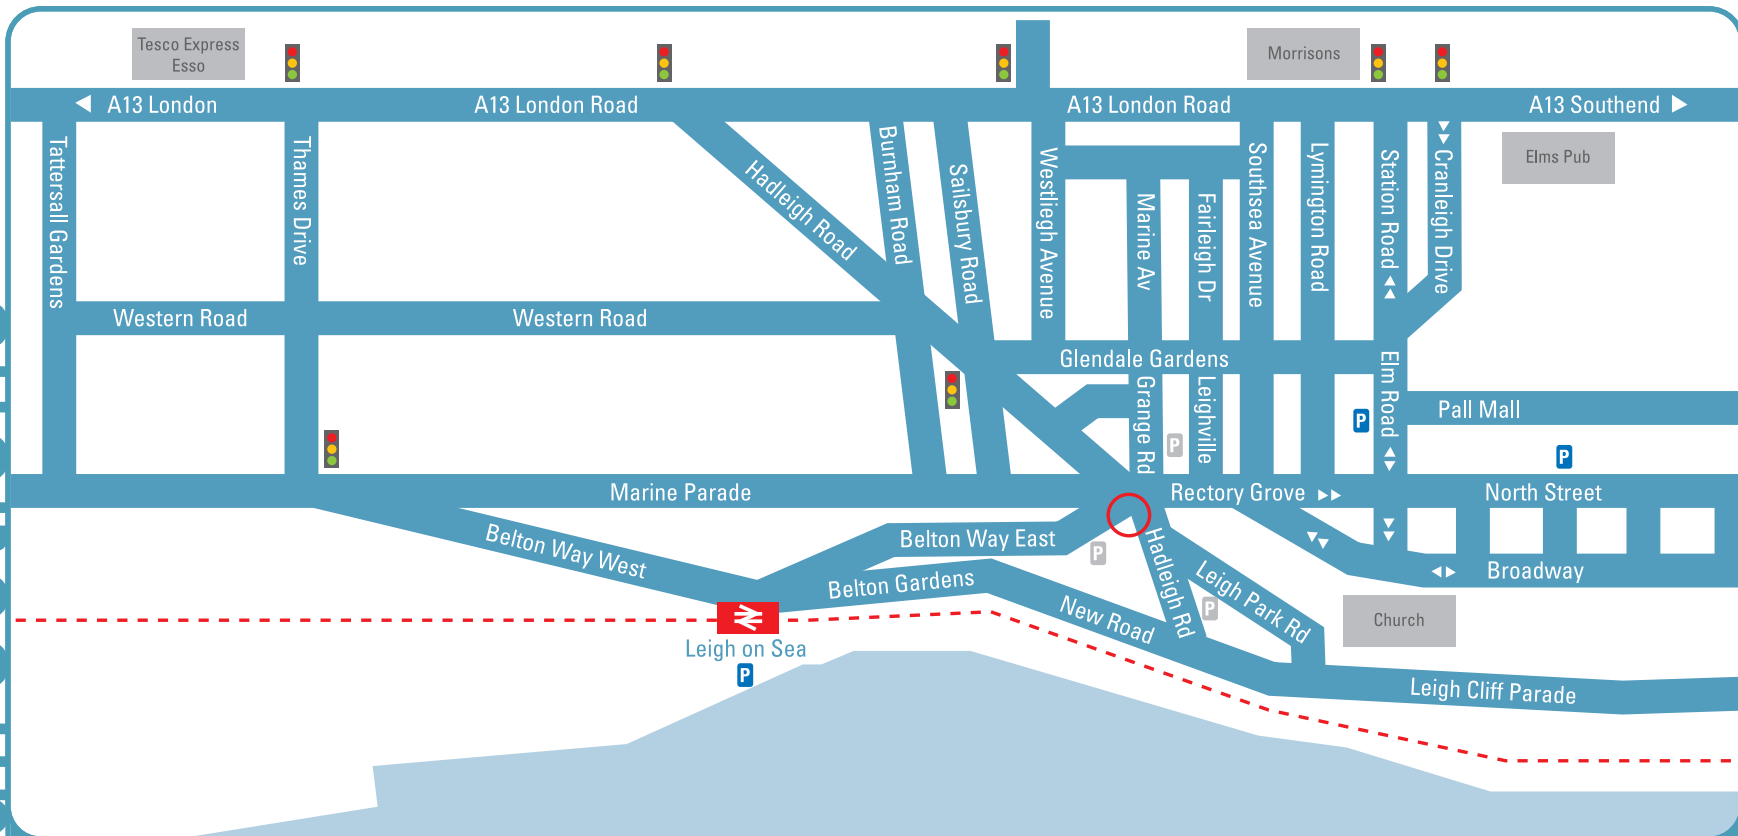 Tesco Express
Esso
Morrisons
A13 London
A13 London Road
A13 London Road
A13 Southend
Elms Pub
Tattersall Gardens
Thames Drive
Hadleigh Road
Burnham Road
Sailsbury Road
Westliegh Avenue
Marine Av
Fairleigh Dr
Southsea Avenue
Lymington Road
Station Road
Cranleigh Drive
Western Road
Western Road
Glendale Gardens
Grange Rd
Leighville
Elm Road
Pall Mall
P
P
P
Marine Parade
Rectory Grove
North Street
Belton Way West
Belton Way East
P
Hadleigh Rd
Leigh Park Rd
P
Broadway
Belton Gardens
New Road
Church
Leigh on Sea
P
Leigh Cliff Parade